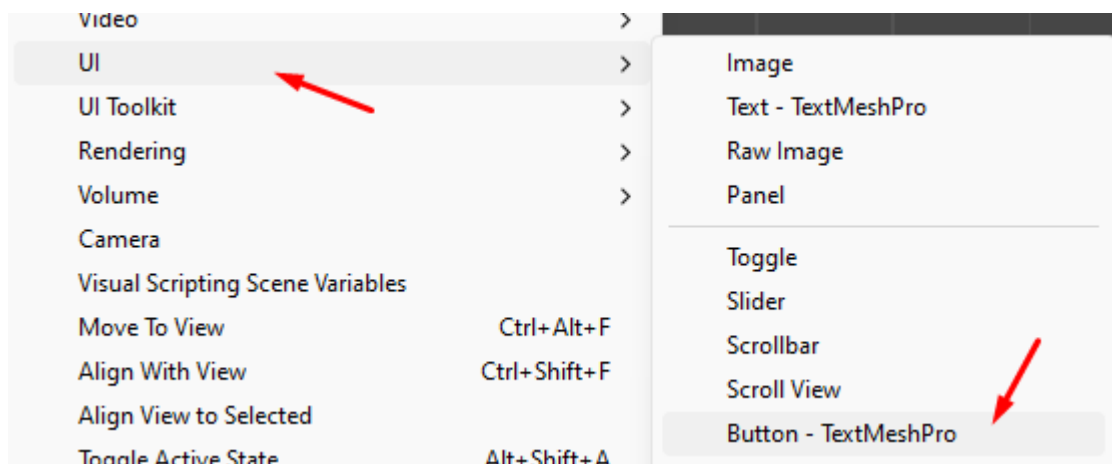 Video
UI
UI Toolkit
Rendering
Volume
Camera
Visual Scripting Scene Variables
Move To View Ctrl+Alt+F
Align With View Ctrl+Shift+F
Align View to Selected
Toggle Active State Alt+Shift+A
Image
Text - TextMeshPro
Raw Image
Panel
Toggle
Slider
Scrollbar
Scroll View
Button - TextMeshPro